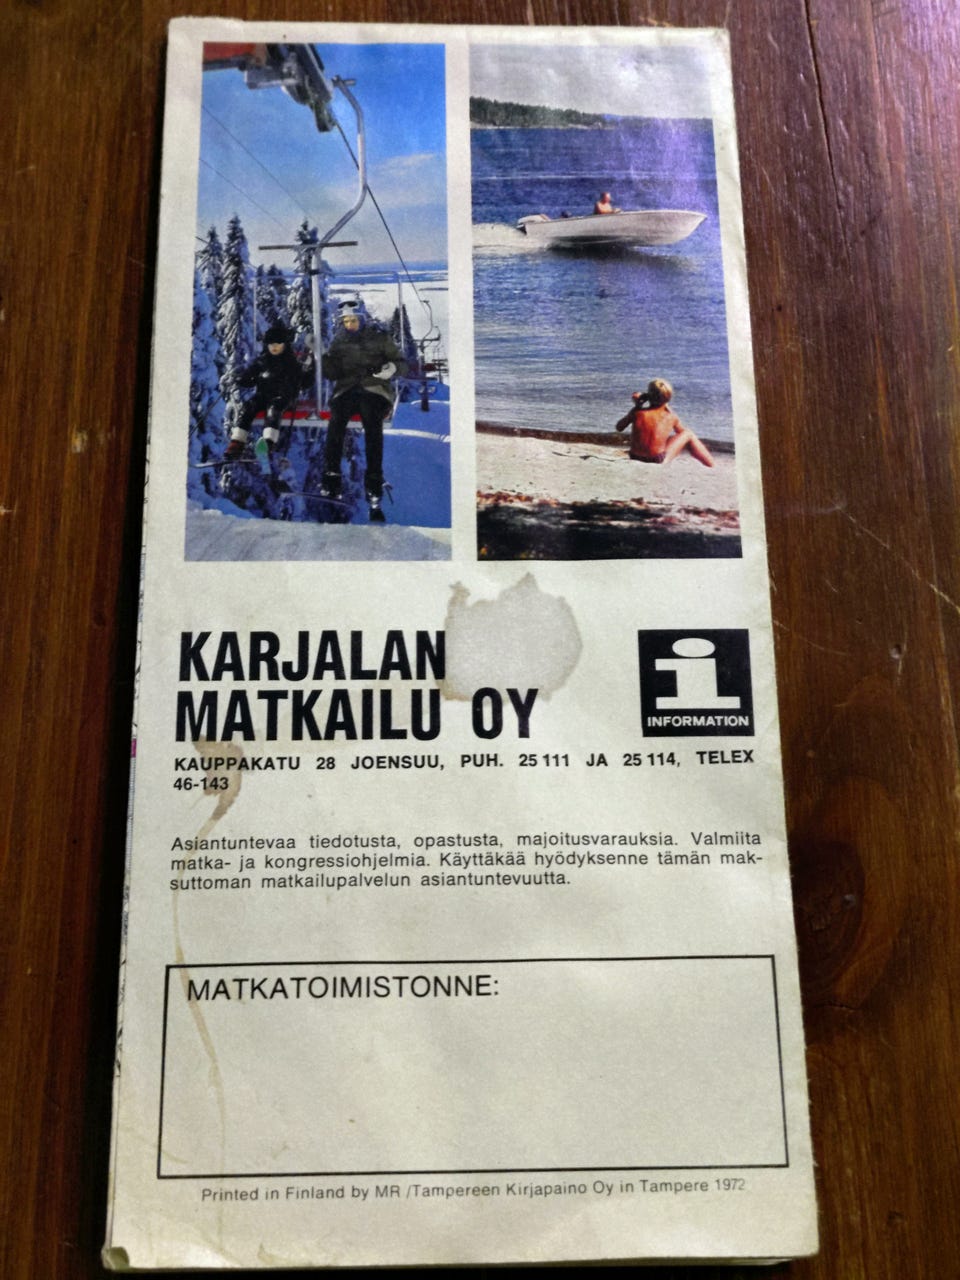 KARJALAN
MATKAILU OY
INFORMATION
KAUPPAKATU 28 JOENSUU, PUH. 25 111 JA 25 114, TELEX
46-143
Asiantuntevaa tiedotusta, opastusta, majoitusvarauksia. Valmiita
matka- ja kongressiohjelmia. Käyttäkää hyödyksenne tämän mak-
suttoman matkailupalvelun asiantuntevuutta.
MATKATOIMISTONNE:
Printed in Finland by MR /Tampereen Kirjapaino Oy in Tampere 1972